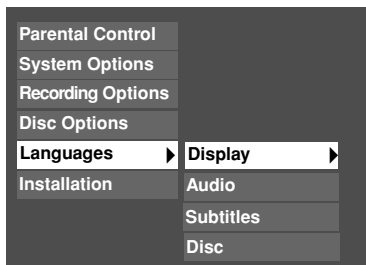 Parental Control
System Options
Recording Options
Disc Options
Languages
Display
Installation
Audio
Subtitles
Disc